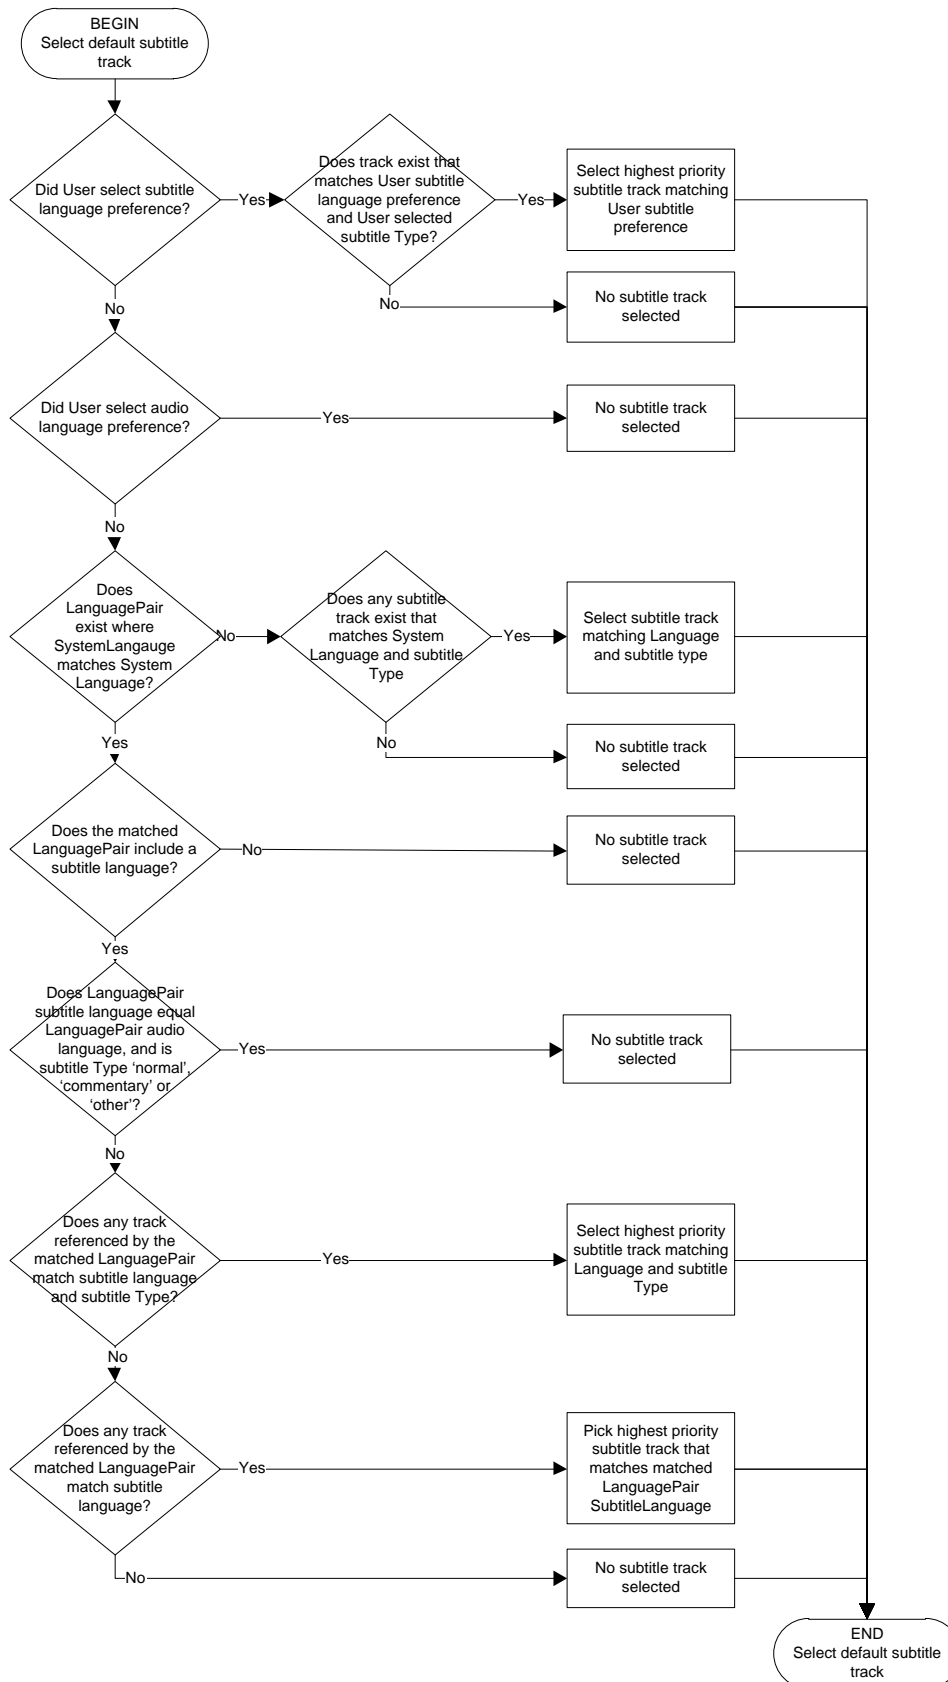 BEGIN
Select default subtitle
track
Did User select subtitle
language preference?
Yes
Does track exist that
matches User subtitle
language preference
and User selected
subtitle Type?
Yes
Select highest priority
subtitle track matching
User subtitle
preference
No
No subtitle track
selected
No
Did User select audio
language preference?
Yes
No subtitle track
selected
No
Does
LanguagePair
exist where
SystemLangauge
matches System
Language?
No
Does any subtitle
track exist that
matches System
Language and subtitle
Type
Yes
Select subtitle track
matching Language
and subtitle type
No
No subtitle track
selected
Yes
Does the matched
LanguagePair include a
subtitle language?
No
No subtitle track
selected
Yes
Does LanguagePair
subtitle language equal
LanguagePair audio
language, and is
subtitle Type ‘normal’,
‘commentary’ or
‘other’?
Yes
No subtitle track
selected
No
Does any track
referenced by the
matched LanguagePair
match subtitle language
and subtitle Type?
Yes
Select highest priority
subtitle track matching
Language and subtitle
Type
No
Does any track
referenced by the
matched LanguagePair
match subtitle
language?
Yes
Pick highest priority
subtitle track that
matches matched
LanguagePair
SubtitleLanguage
No
No subtitle track
selected
END
Select default subtitle
track